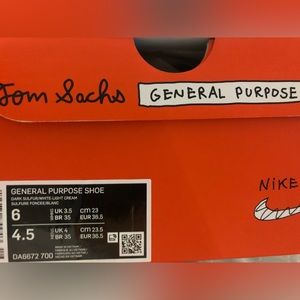 Tom Sachs
GENERAL PURPOSE
NIKE
GENERAL PURPOSE SHOE
DARK SULFUR/WHITE-LIGHT CREAM
SULFURE FONCEE/BLANC
6 UK 3.5 CM 23
BR 35 EUR 36.5
4.5 UK 4 CM 23.5
BR 35 EUR 36.5
DA6672 700